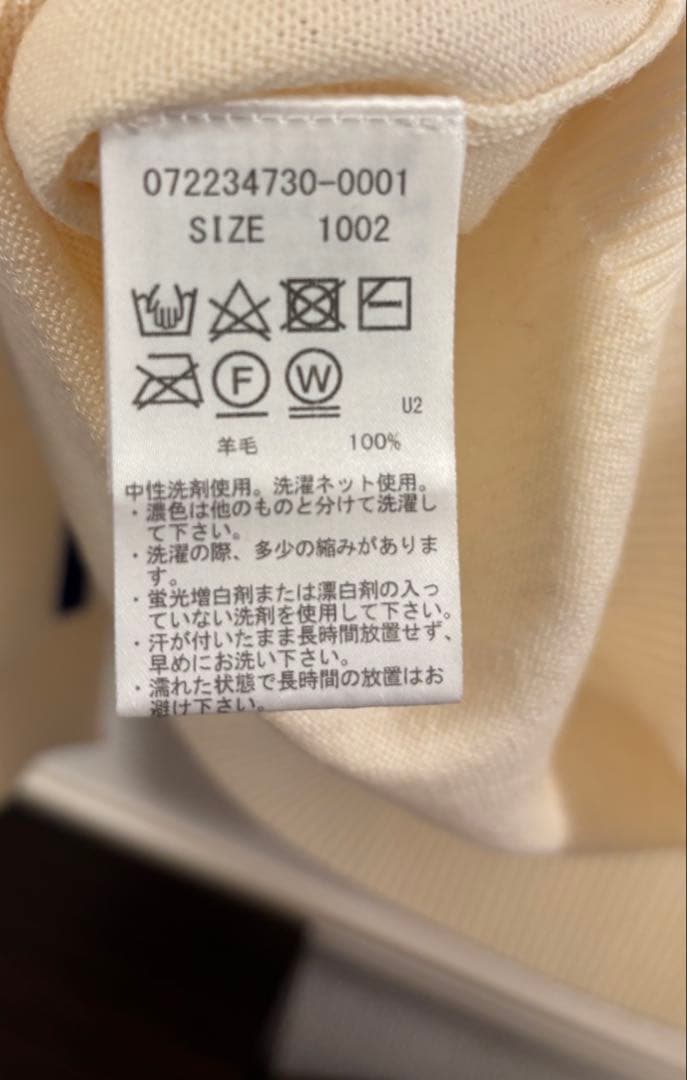 072234730-0001
SIZE 1002
F W
U2
羊毛 100%
中性洗剤使用。洗濯ネット使用。
・濃色は他のものと分けて洗濯し
て下さい。
・洗濯の際、多少の縮みがありま
す。
・蛍光増白剤または漂白剤の入っ
ていない洗剤を使用して下さい。
・汗が付いたまま長時間放置せず、
早めにお洗い下さい。
・濡れた状態で長時間の放置はお
避け下さい。